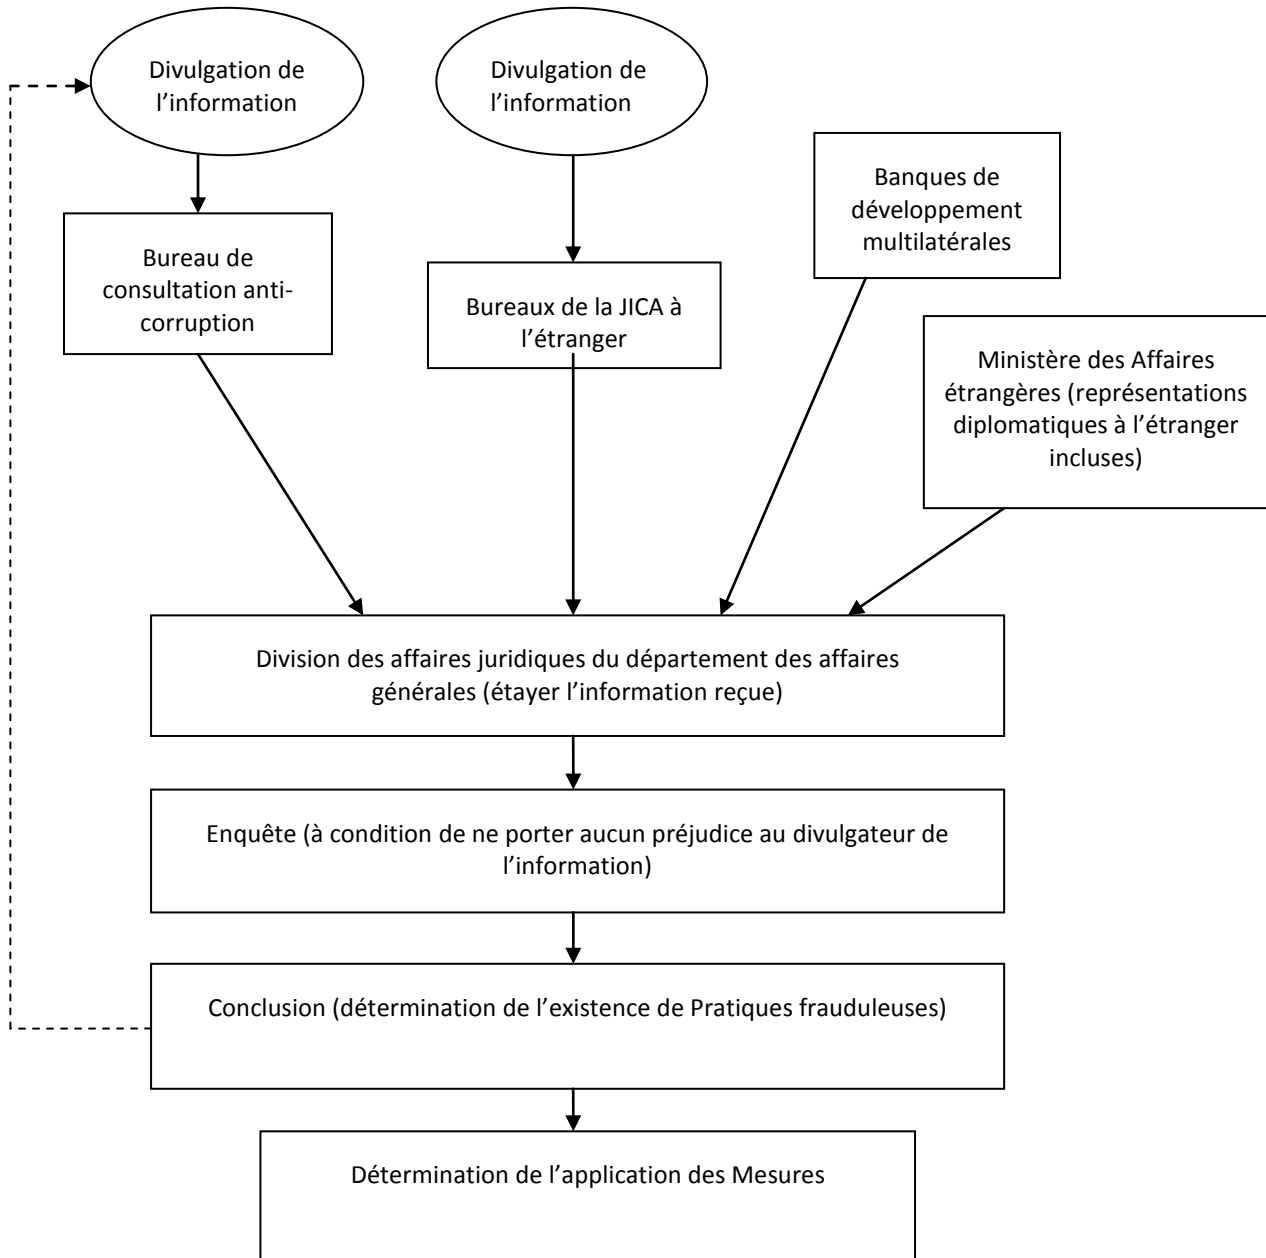 Divulgation de
l’information
Divulgation de
l’information
Banques de
développement
multilatérales
Bureau de
consultation anti-
corruption
Bureaux de la JICA à
l’étranger
Ministère des Affaires
étrangères (représentations
diplomatiques à l’étranger
incluses)
Division des affaires juridiques du département des affaires
générales (étayer l’information reçue)
Enquête (à condition de ne porter aucun préjudice au divulgateur de
l’information)
Conclusion (détermination de l’existence de Pratiques frauduleuses)
Détermination de l’application des Mesures